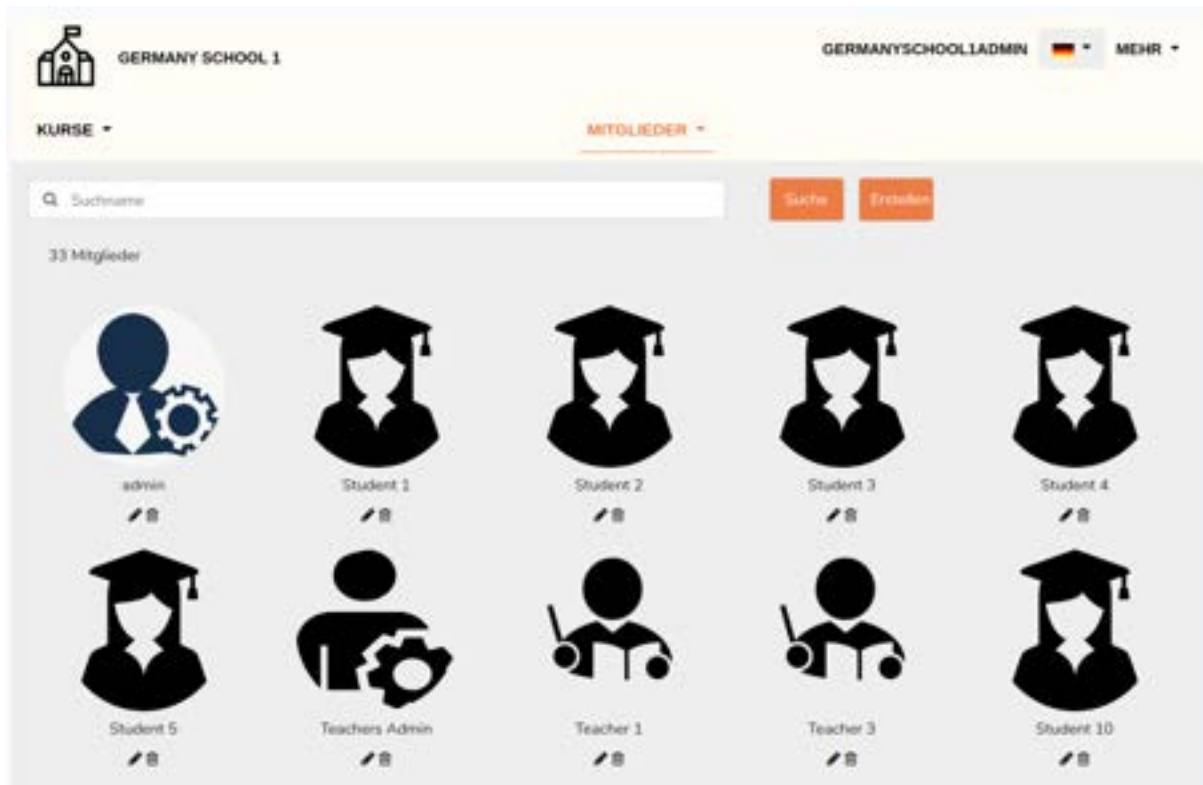 GERMANY SCHOOL 1
GERMANYSCHOOL1ADMIN MEHR
KURSE MITGLIEDER
Suchname Suche Erstellen
33 Mitglieder
admin Student 1 Student 2 Student 3 Student 4
Student 5 Teachers Admin Teacher 1 Teacher 3 Student 10